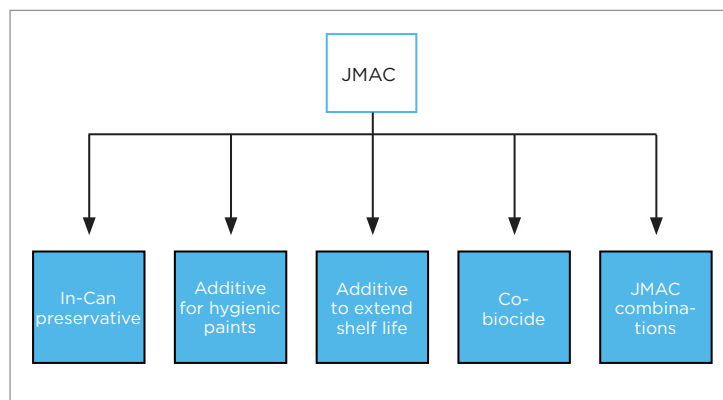 JMAC
In-Can
preservative
Additive
for hygienic
paints
Additive
to extend
shelf life
Co-
biocide
JMAC
combina-
tions